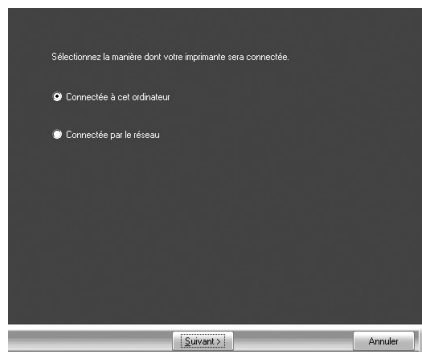 Sélectionnez la manière dont votre imprimante sera connectée.
Connectée à cet ordinateur
Connectée par le réseau
Suivant >
Annuler